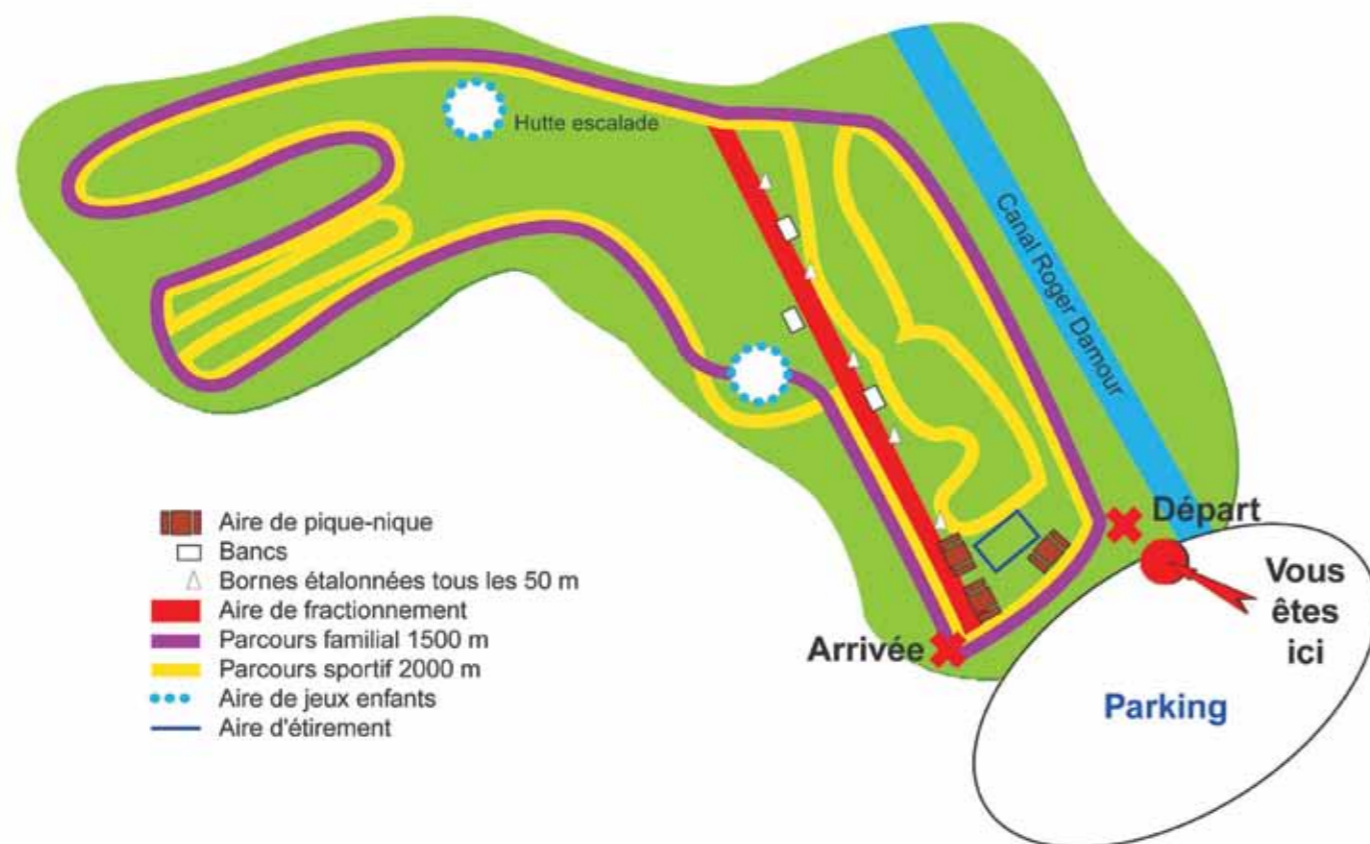 Hutte escalade
Canal Roger Damour
Départ
Vous
êtes
ici
Arrivée
Parking
Aire de pique-nique
Bancs
Bornes étalonnées tous les 50 m
Aire de fractionnement
Parcours familial 1500 m
Parcours sportif 2000 m
Aire de jeux enfants
Aire d'étirement